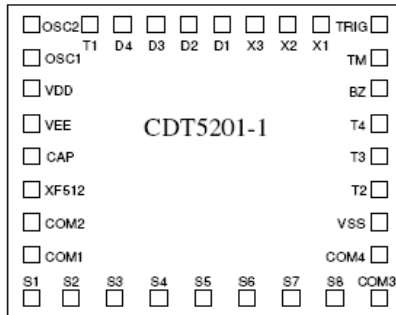 OSC2 TRIG
T1 D4 D3 D2 D1 X3 X2 X1
OSC1 TM
VDD BZ
VEE CDT5201-1 T4
CAP T3
XF512 T2
COM2 VSS
COM1 COM4
S1 S2 S3 S4 S5 S6 S7 S8 COM3